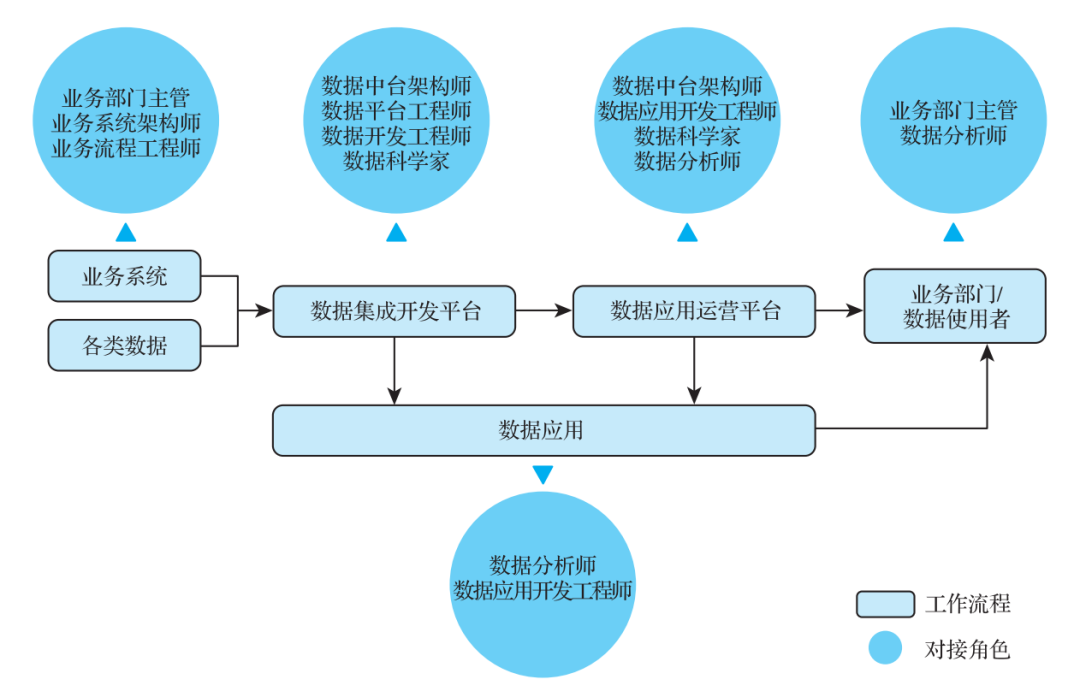 业务部门主管
业务系统架构师
业务流程工程师
数据中台架构师
数据平台工程师
数据开发工程师
数据科学家
数据中台架构师
数据应用开发工程师
数据科学家
数据分析师
业务部门主管
数据分析师
业务系统
各类数据
数据集成开发平台
数据应用运营平台
业务部门/
数据使用者
数据应用
数据分析师
数据应用开发工程师
工作流程
对接角色